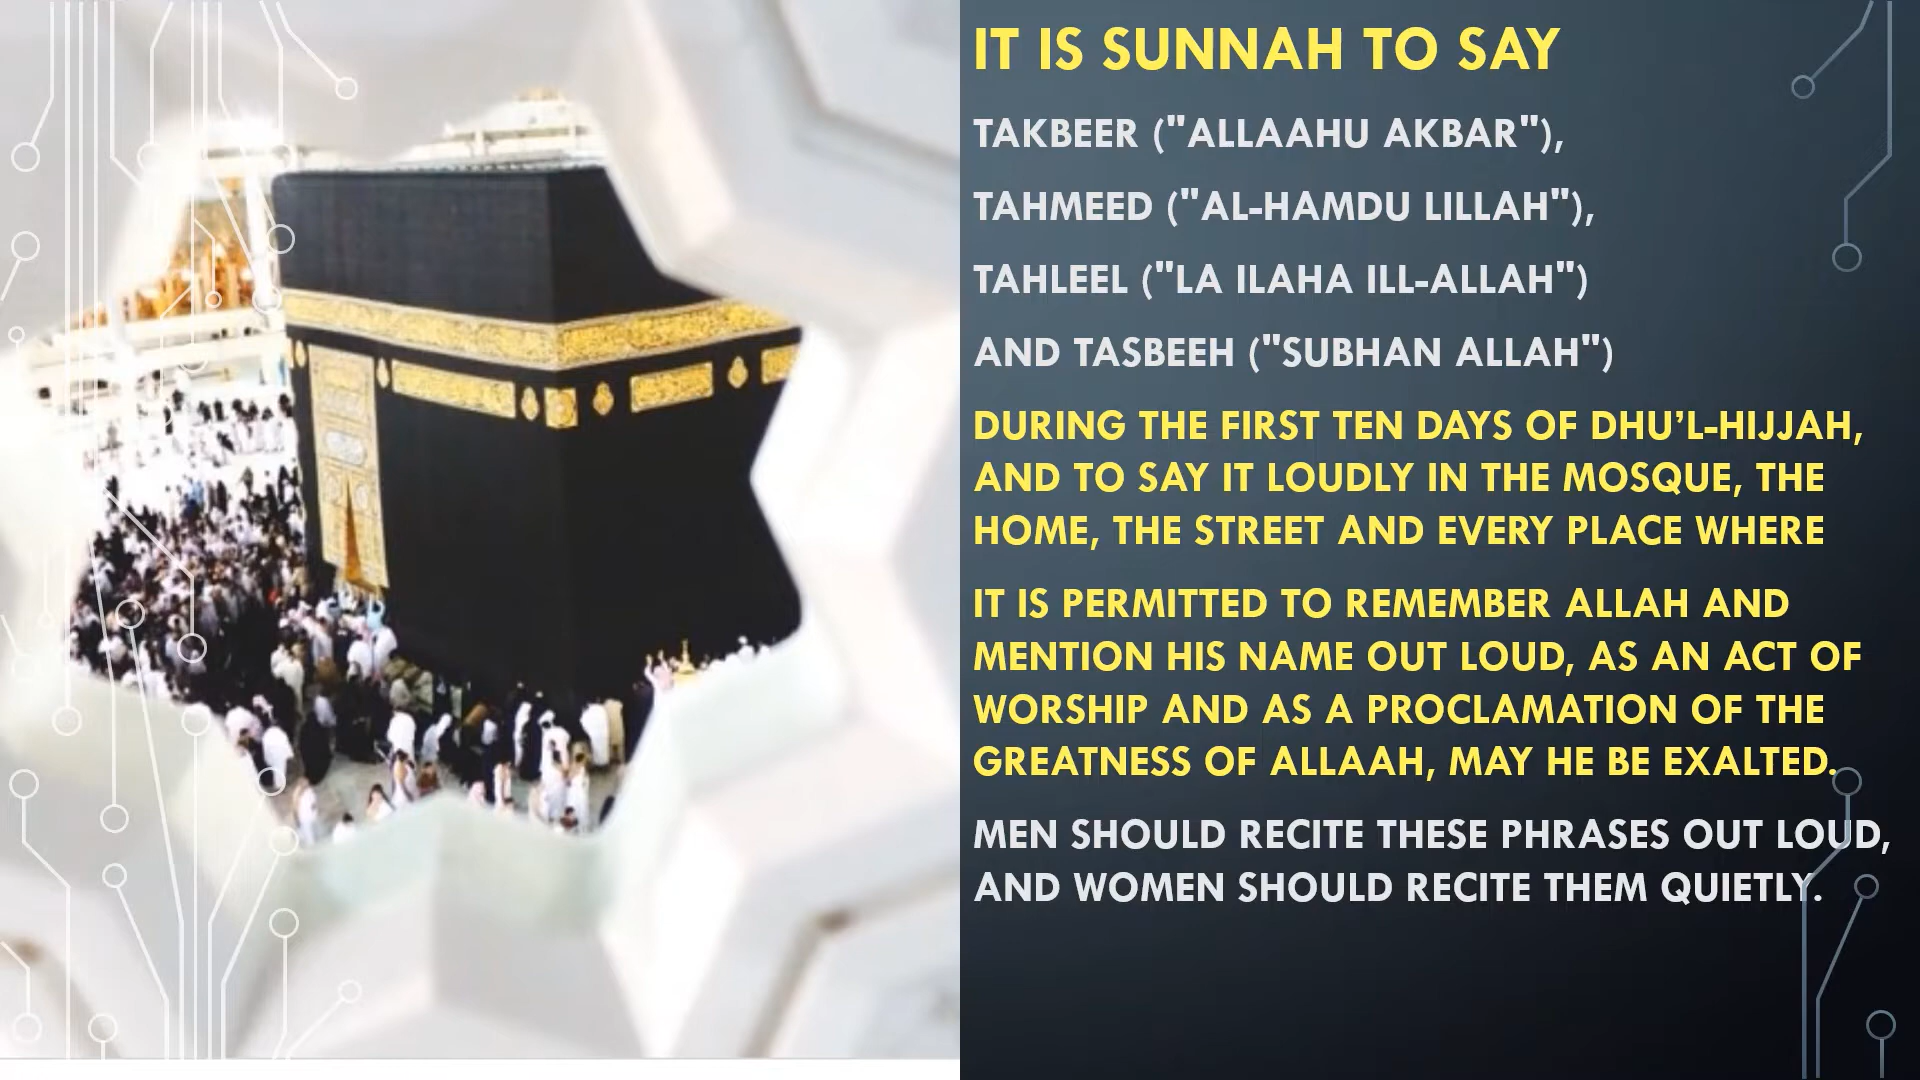 IT IS SUNNAH TO SAY
TAKBEER ("ALLAAHU AKBAR"),
TAHMEED ("AL-HAMDU LILLAH"),
TAHLEEL ("LA ILAHA ILL-ALLAH")
AND TASBEEH ("SUBHAN ALLAH")
DURING THE FIRST TEN DAYS OF DHU’L-HIJJAH,
AND TO SAY IT LOUDLY IN THE MOSQUE, THE
HOME, THE STREET AND EVERY PLACE WHERE
IT IS PERMITTED TO REMEMBER ALLAH AND
MENTION HIS NAME OUT LOUD, AS AN ACT OF
WORSHIP AND AS A PROCLAMATION OF THE
GREATNESS OF ALLAAH, MAY HE BE EXALTED.
MEN SHOULD RECITE THESE PHRASES OUT LOUD,
AND WOMEN SHOULD RECITE THEM QUIETLY.